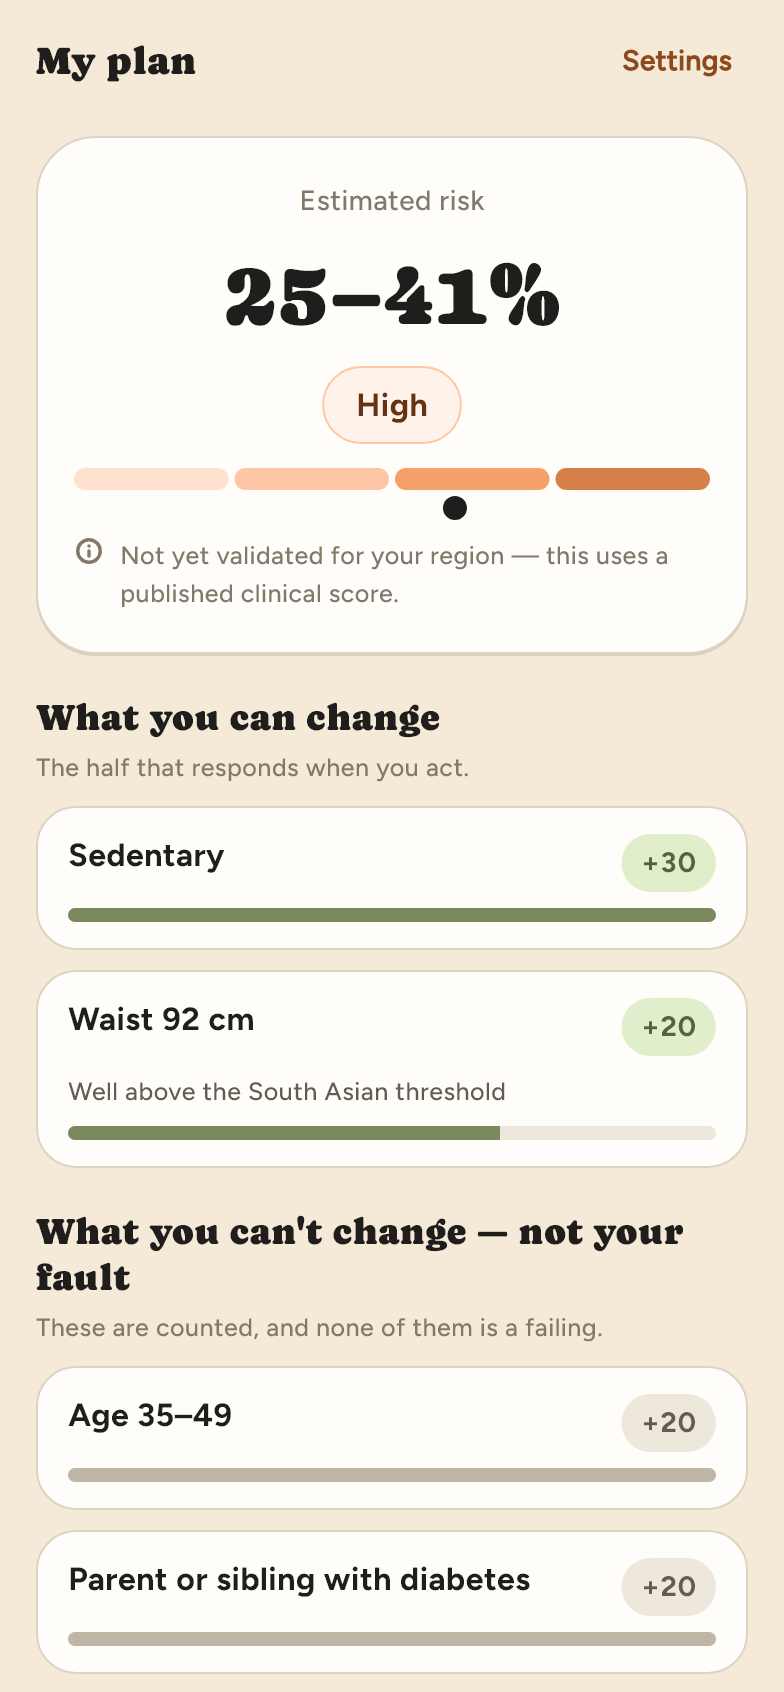 My plan
Settings
Estimated risk
25–41%
High
Not yet validated for your region — this uses a
published clinical score.
What you can change
The half that responds when you act.
Sedentary
+30
Waist 92 cm
+20
Well above the South Asian threshold
What you can't change — not your
fault
These are counted, and none of them is a failing.
Age 35–49
+20
Parent or sibling with diabetes
+20